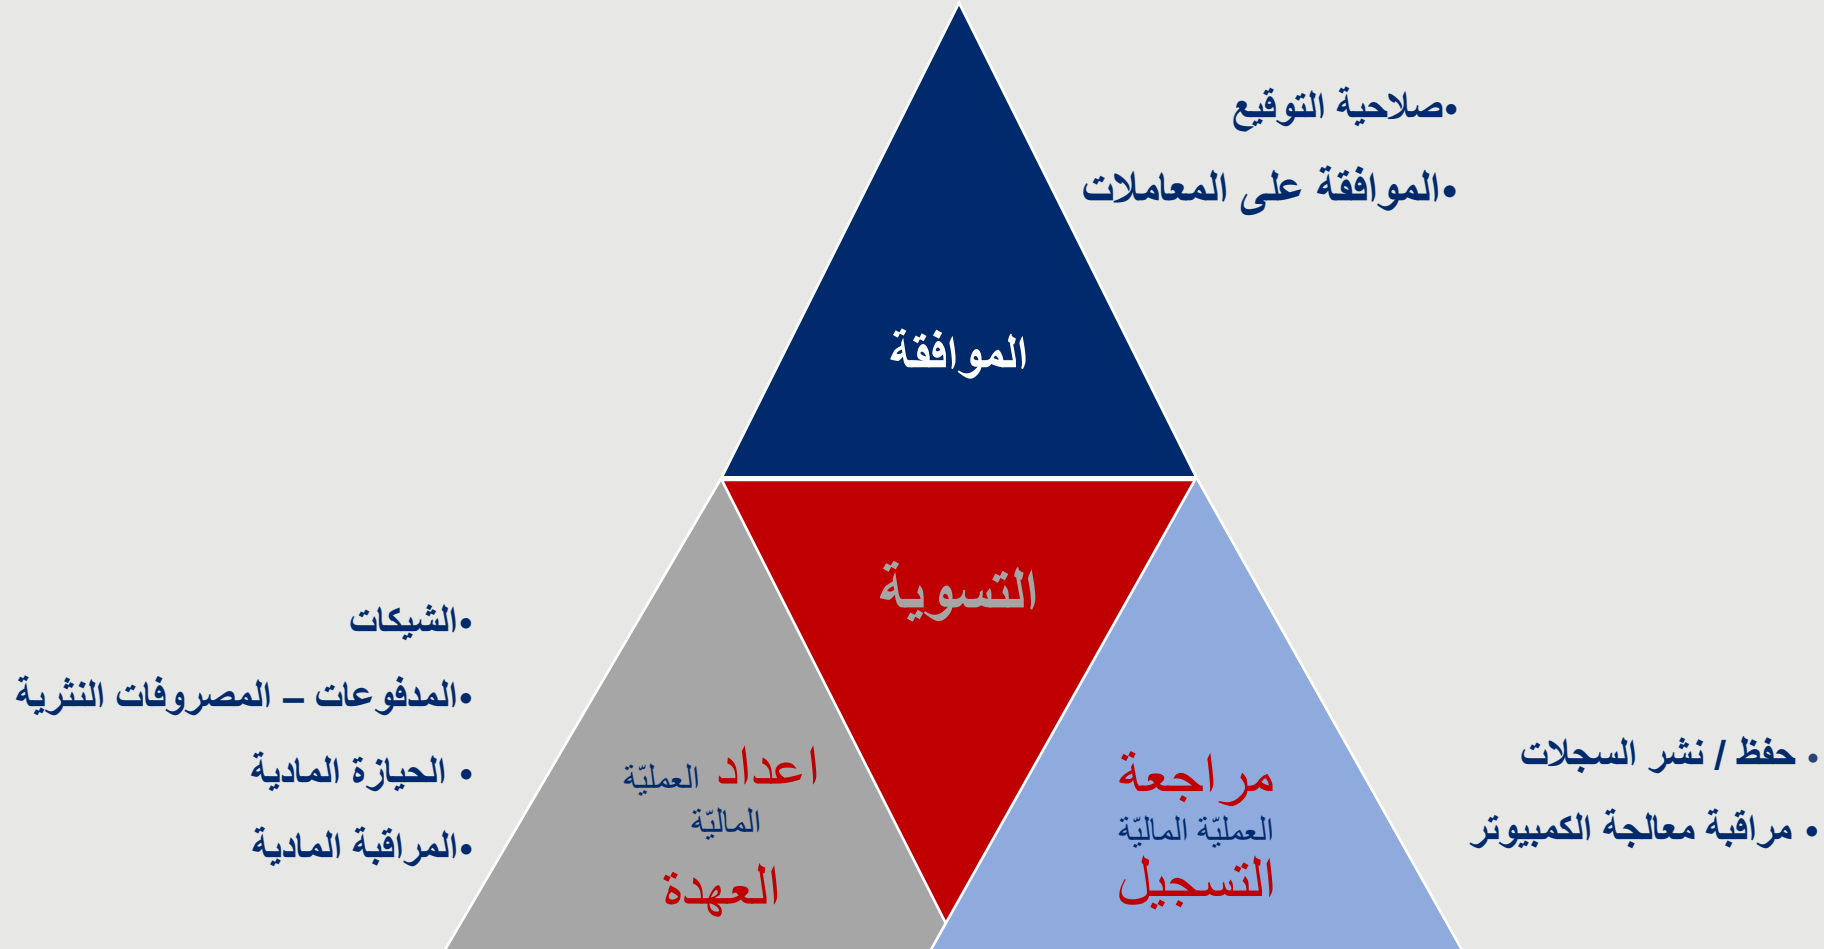 •صلاحية التوقيع
•الموافقة على المعاملات
الموافقة
التسوية
•الشيكات
•المدفوعات – المصروفات النثرية
• الحيازة المادية
•المراقبة المادية
اعداد العمليّة
الماليّة
العهدة
مراجعة
العمليّة الماليّة
التسجيل
• حفظ / نشر السجلات
• مراقبة معالجة الكمبيوتر